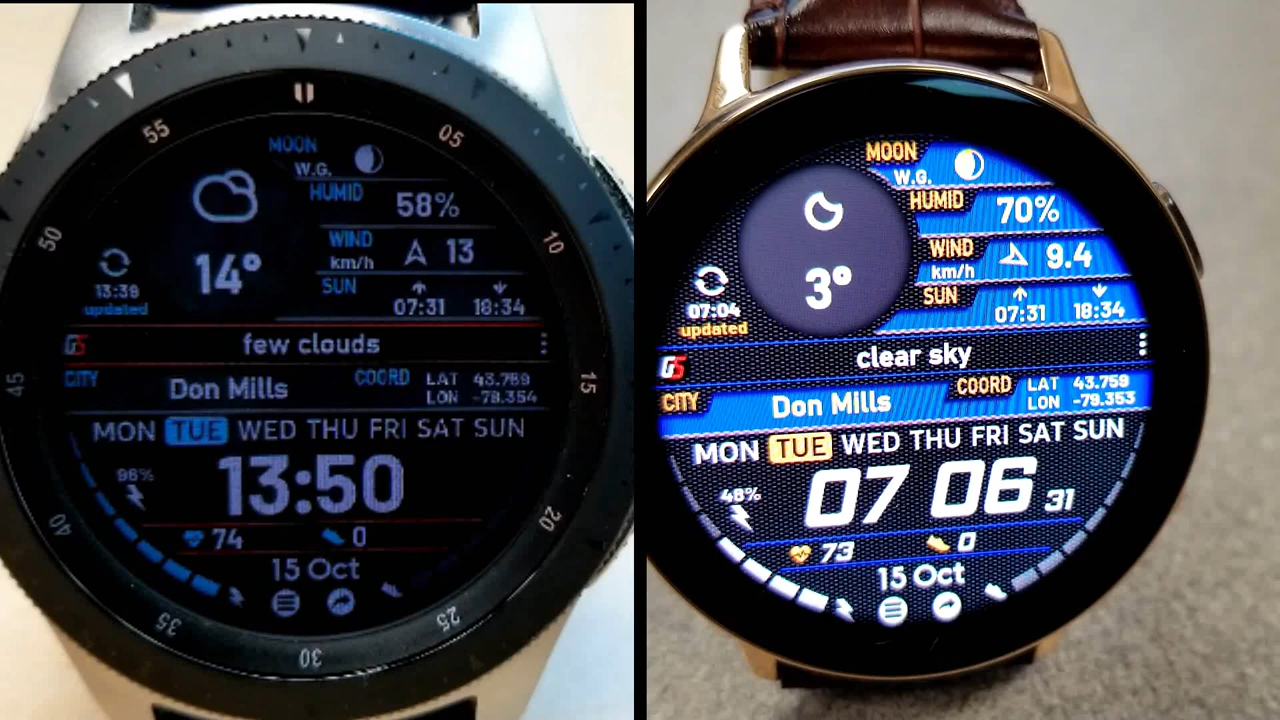 55
05
50
10
45
15
40
20
35
30
25
MOON
W.G.
HUMID
58%
WIND
km/h
13
SUN
07:31 18:34
14°
13:39
updated
GS
few clouds
CITY
Don Mills
COORD
LAT 43.759
LON -79.354
MON TUE WED THU FRI SAT SUN
96%
13:50
74
0
15 Oct
MOON
W.G.
HUMID
70%
WIND
km/h
9.4
SUN
07:31 18:34
3°
07:04
updated
GS
clear sky
CITY
Don Mills
COORD
LAT 43.759
LON -79.353
MON TUE WED THU FRI SAT SUN
48%
07 06 31
73
0
15 Oct